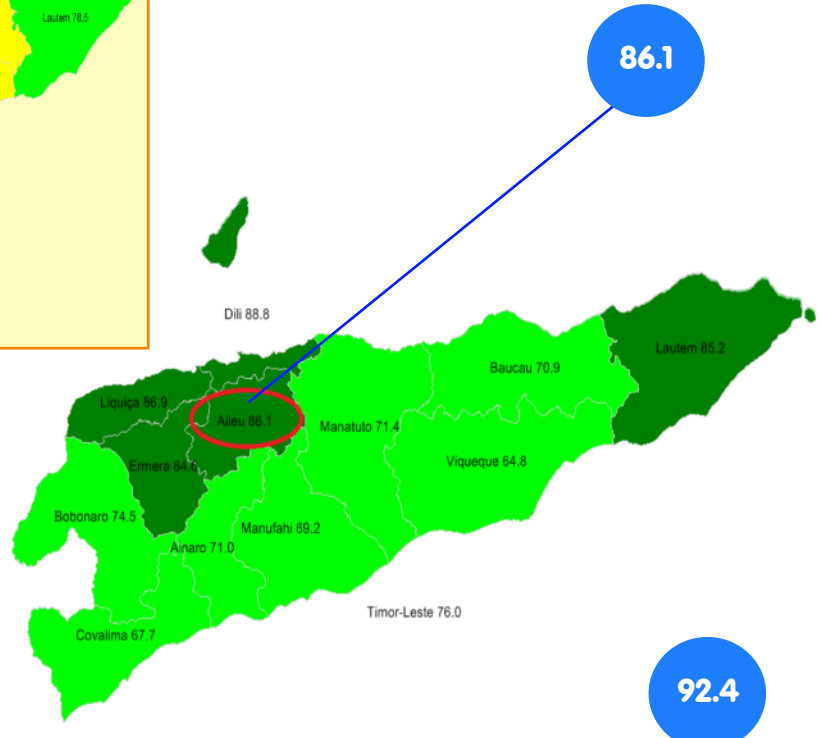 Lautem 78.5
86.1
Dili 88.8
Lautem 85.2
Baucau 70.9
Liquiça 86.9
Aileu 86.1
Manatuto 71.4
Ermera 84.6
Viqueque 64.8
Bobonaro 74.5
Manufahi 69.2
Ainaro 71.0
Timor-Leste 76.0
Covalima 67.7
92.4